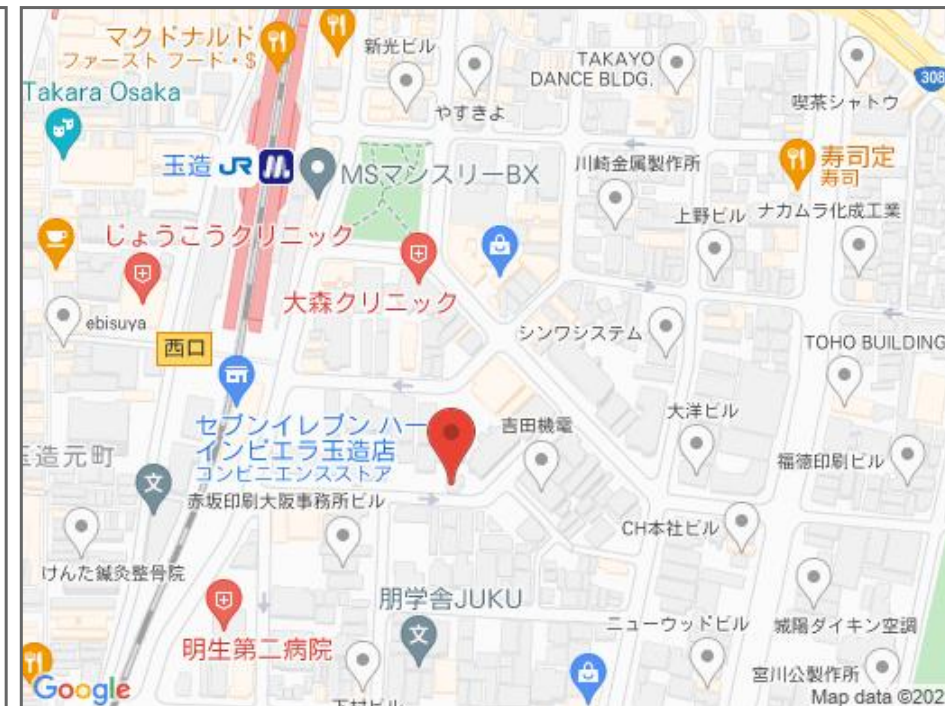 マクドナルド
ファースト フード・$
新光ビル
やすきよ
TAKAYO
DANCE BLDG.
喫茶シャトウ
308
Takara Osaka
玉造 JR
MSマンスリーBX
川崎金属製作所
寿司定
寿司
上野ビル
ナカムラ化成工業
じょうこうクリニック
大森クリニック
ebisuya
西口
シンワシステム
TOHO BUILDING
セブンイレブン ハー
インピエラ玉造店
コンビニエンスストア
吉田機電
大洋ビル
福徳印刷ビル
造元町
文
赤坂印刷大阪事務所ビル
CH本社ビル
けんた鍼灸整骨院
朋学舎JUKU
文
明生第二病院
ニューウッドビル
城陽ダイキン空調
宮川公製作所
Google
Map data ©202